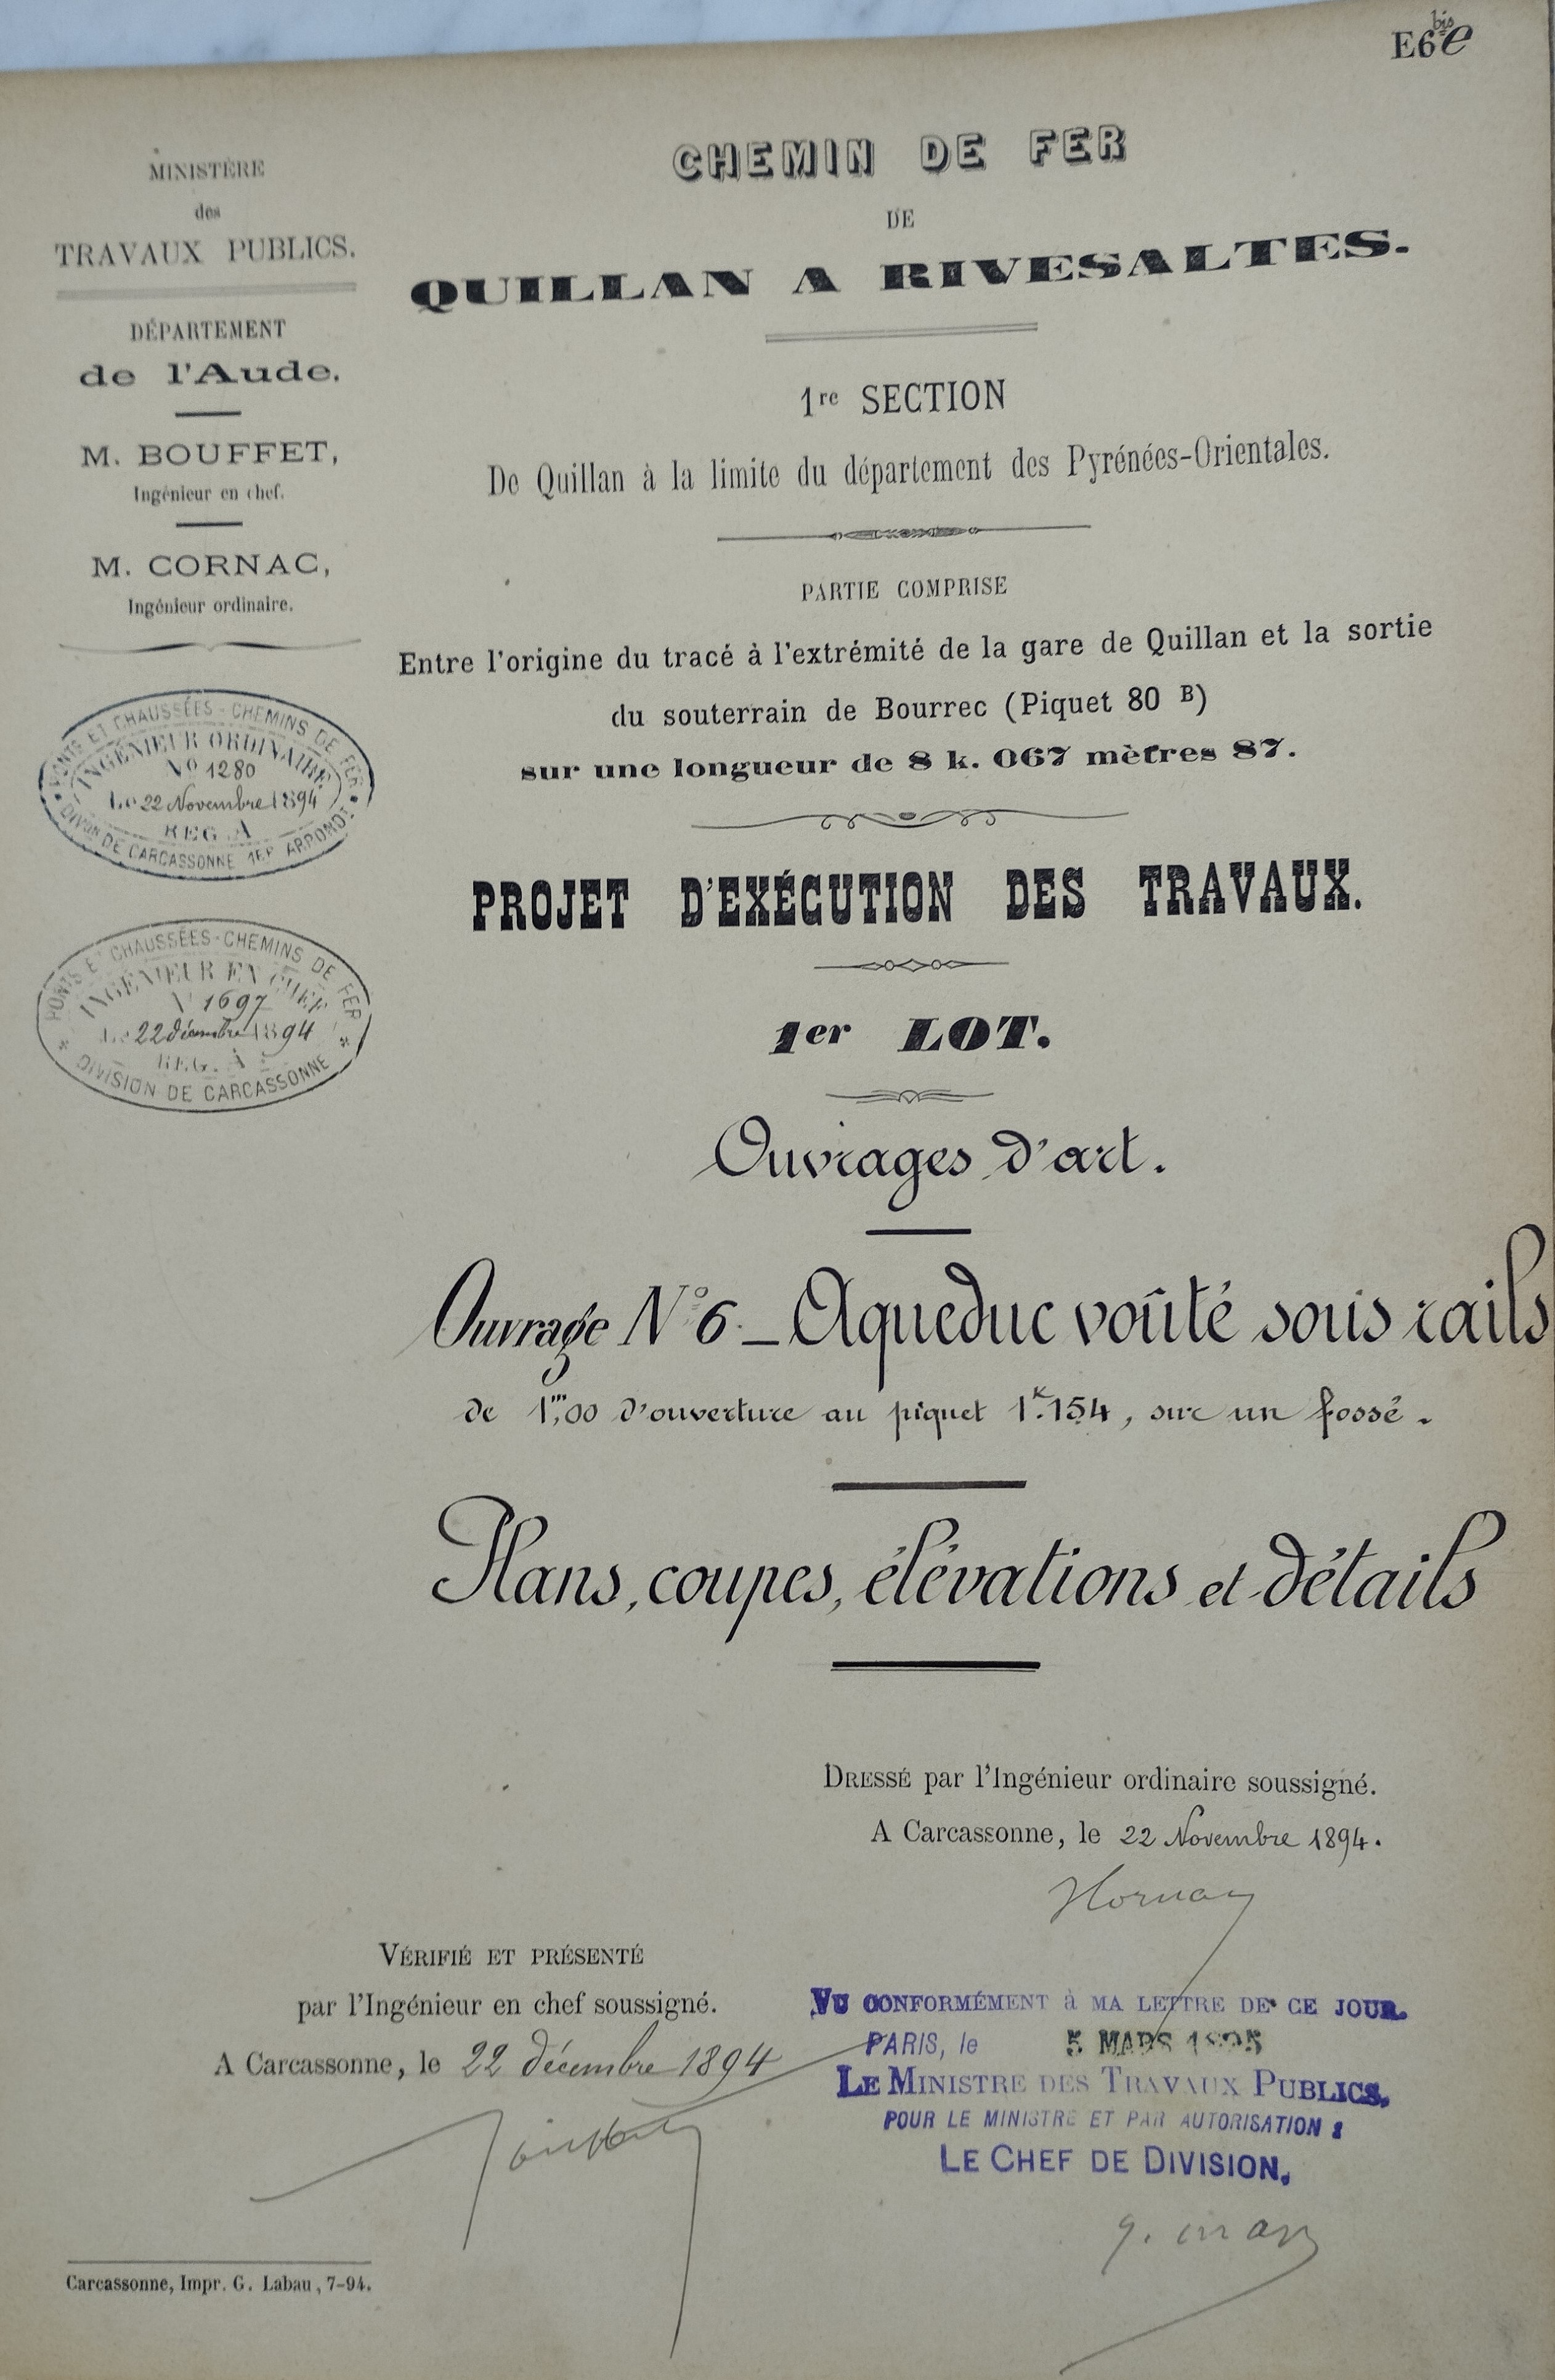 E6 bis e
MINISTÈRE
des
TRAVAUX PUBLICS.
DÉPARTEMENT
de l'Aude.
M. BOUFFET,
Ingénieur en chef.
M. CORNAC,
Ingénieur ordinaire.
PONTS ET CHAUSSÉES - CHEMINS DE FER
INGÉNIEUR ORDINAIRE
No 1280
Le 22 Novembre 1894
REG. A
DIVON DE CARCASSONNE 1ER ARRONDT
PONTS ET CHAUSSÉES - CHEMINS DE FER
INGÉNIEUR EN CHEF
N 1697
Le 22 décembre 1894
REG. A
DIVISION DE CARCASSONNE
CHEMIN DE FER
DE
QUILLAN A RIVESALTES.
1re SECTION
De Quillan à la limite du département des Pyrénées-Orientales.
PARTIE COMPRISE
Entre l'origine du tracé à l'extrémité de la gare de Quillan et la sortie
du souterrain de Bourrec (Piquet 80 B)
sur une longueur de 8 k. 067 mètres 87.
PROJET D'EXÉCUTION DES TRAVAUX.
1er LOT.
Ouvrages d'art.
Ouvrage N° 6 - Aqueduc voûté sous rails
de 1m,00 d'ouverture au piquet 1k.154, sur un fossé.
Plans, coupes, élévations et détails
DRESSÉ par l'Ingénieur ordinaire soussigné.
A Carcassonne, le 22 Novembre 1894.
VÉRIFIÉ ET PRÉSENTÉ
par l'Ingénieur en chef soussigné.
A Carcassonne, le 22 décembre 1894
VU CONFORMÉMENT à MA LETTRE DE CE JOUR.
PARIS, le 5 MARS 1895
LE MINISTRE DES TRAVAUX PUBLICS,
POUR LE MINISTRE ET PAR AUTORISATION :
LE CHEF DE DIVISION,
Carcassonne, Impr. G. Labau, 7-94.